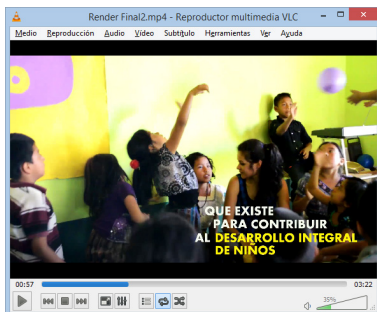 Render Final2.mp4 - Reproductor multimedia VLC
Medio Reproducción Audio Vídeo Subtítulo Herramientas Ver Ayuda
QUE EXISTE
PARA CONTRIBUIR
AL DESARROLLO INTEGRAL
DE NIÑOS
00:57 03:22
35%